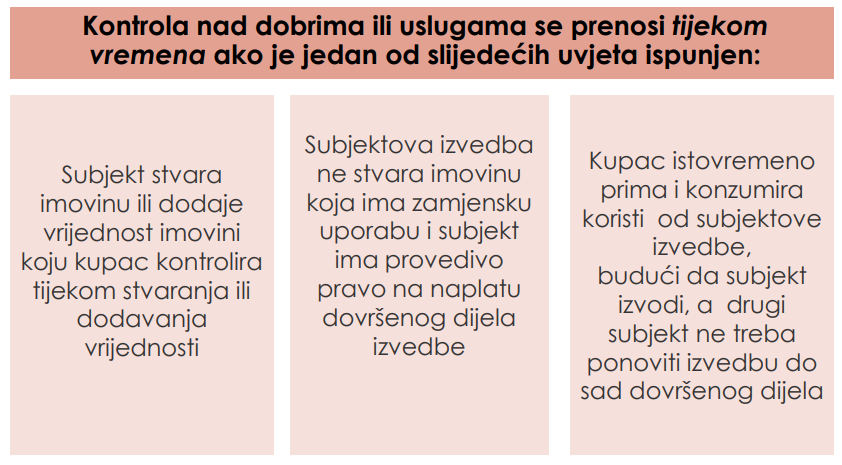 Kontrola nad dobrima ili uslugama se prenosi tijekom
vremena ako je jedan od slijedećih uvjeta ispunjen:
Subjekt stvara
imovinu ili dodaje
vrijednost imovini
koju kupac kontrolira
tijekom stvaranja ili
dodavanja
vrijednosti
Subjektova izvedba
ne stvara imovinu
koja ima zamjensku
uporabu i subjekt
ima provedivo
pravo na naplatu
dovršenog dijela
izvedbe
Kupac istovremeno
prima i konzumira
koristi od subjektove
izvedbe,
budući da subjekt
izvodi, a drugi
subjekt ne treba
ponoviti izvedbu do
sad dovršenog dijela